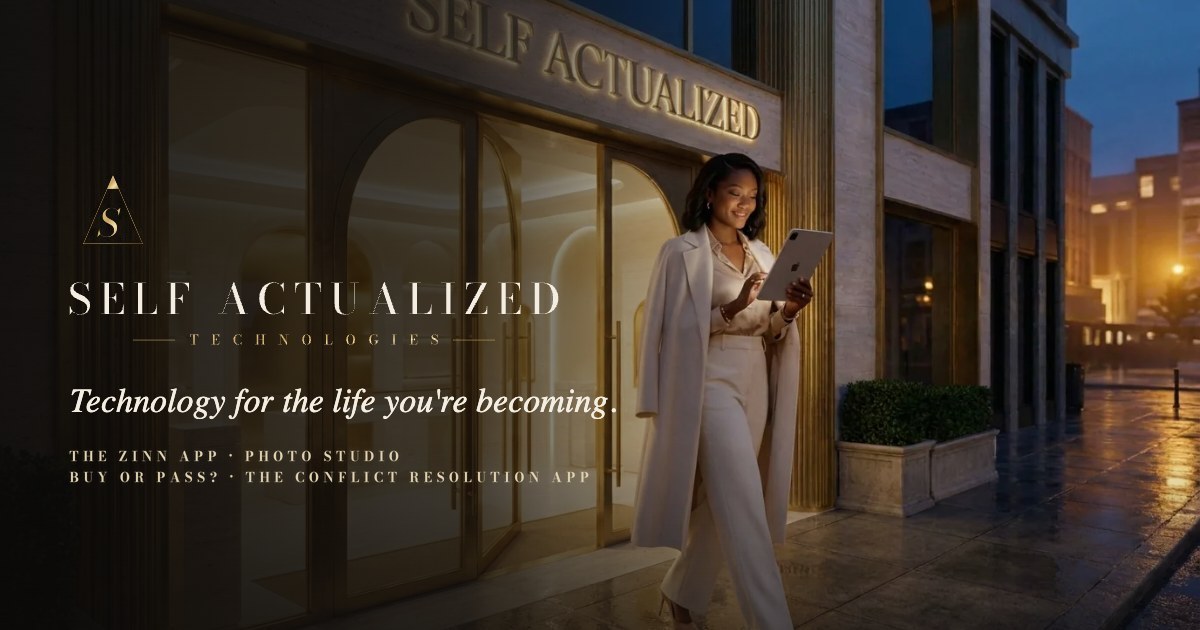 SELF ACTUALIZED
S
SELF ACTUALIZED
TECHNOLOGIES
Technology for the life you're becoming.
THE ZINN APP · PHOTO STUDIO
BUY OR PASS? · THE CONFLICT RESOLUTION APP